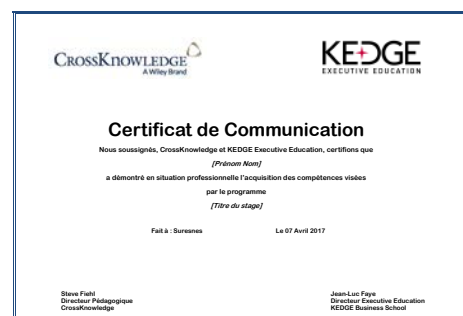 CROSSKNOWLEDGE
A Wiley Brand
KEDGE
EXECUTIVE EDUCATION
Certificat de Communication
Nous soussignés, CrossKnowledge et KEDGE Executive Education, certifions que
[Prénom Nom]
a démontré en situation professionnelle l'acquisition des compétences visées
par le programme
[Titre du stage]
Fait à : Suresnes Le 07 Avril 2017
Steve Fiehl
Directeur Pédagogique
CrossKnowledge
Jean-Luc Faye
Directeur Executive Education
KEDGE Business School